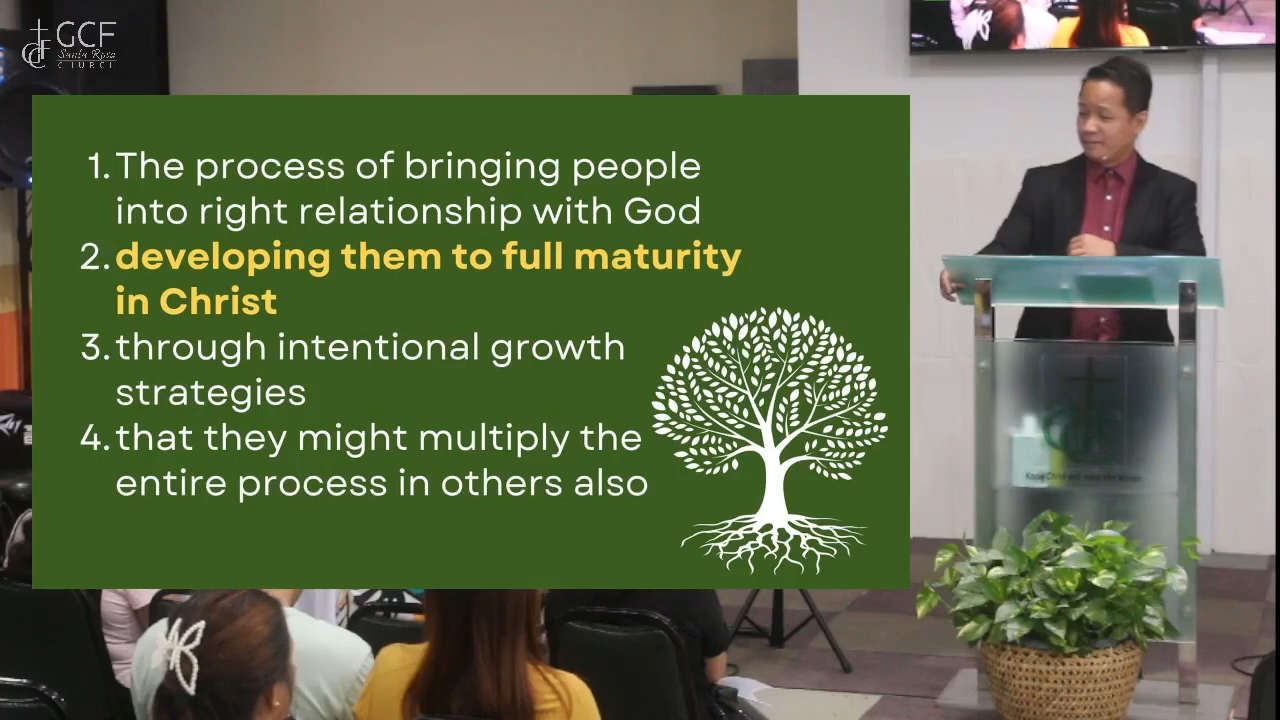 GCF
Santa Rosa
CHURCH
1. The process of bringing people
into right relationship with God
2. developing them to full maturity
in Christ
3. through intentional growth
strategies
4. that they might multiply the
entire process in others also